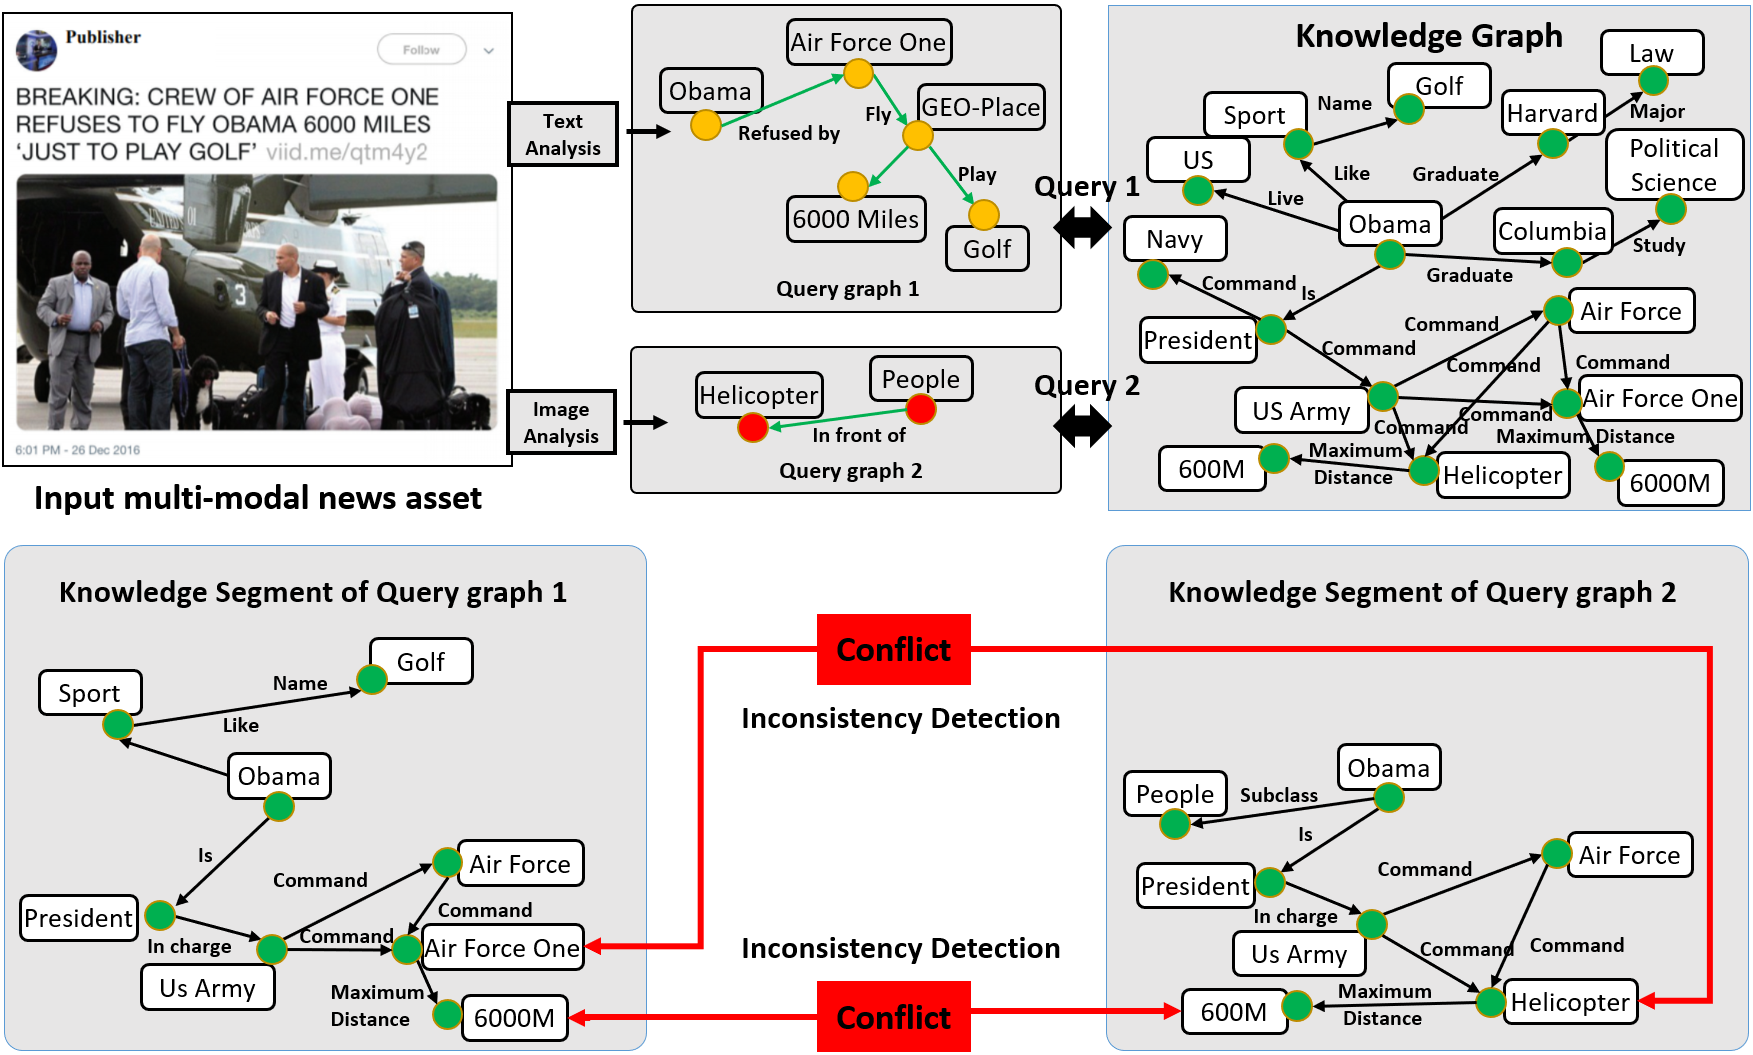 Publisher
Follow
BREAKING: CREW OF AIR FORCE ONE
REFUSES TO FLY OBAMA 6000 MILES
‘JUST TO PLAY GOLF’ viid.me/qtm4y2
6:01 PM - 26 Dec 2016
Input multi-modal news asset
Text
Analysis
Image
Analysis
Air Force One
Obama
GEO-Place
Refused by
Fly
Play
6000 Miles
Golf
Query graph 1
People
Helicopter
In front of
Query graph 2
Query 1
Query 2
Knowledge Graph
Law
Golf
Name
Sport
Harvard
Major
US
Like
Graduate
Political
Science
Live
Obama
Navy
Columbia
Study
Graduate
Command
Is
President
Command
Air Force
Command
Command
Command
US Army
Command
Air Force One
Command
Maximum Distance
Maximum
Distance
600M
Helicopter
6000M
Knowledge Segment of Query graph 1
Golf
Sport
Name
Like
Obama
Is
Air Force
Command
President
Command
In charge
Command
Air Force One
Us Army
Maximum
Distance
6000M
Conflict
Inconsistency Detection
Inconsistency Detection
Conflict
Knowledge Segment of Query graph 2
Obama
People
Subclass
Is
Air Force
Command
President
In charge
Command
Command
Us Army
Maximum
Distance
600M
Helicopter
3